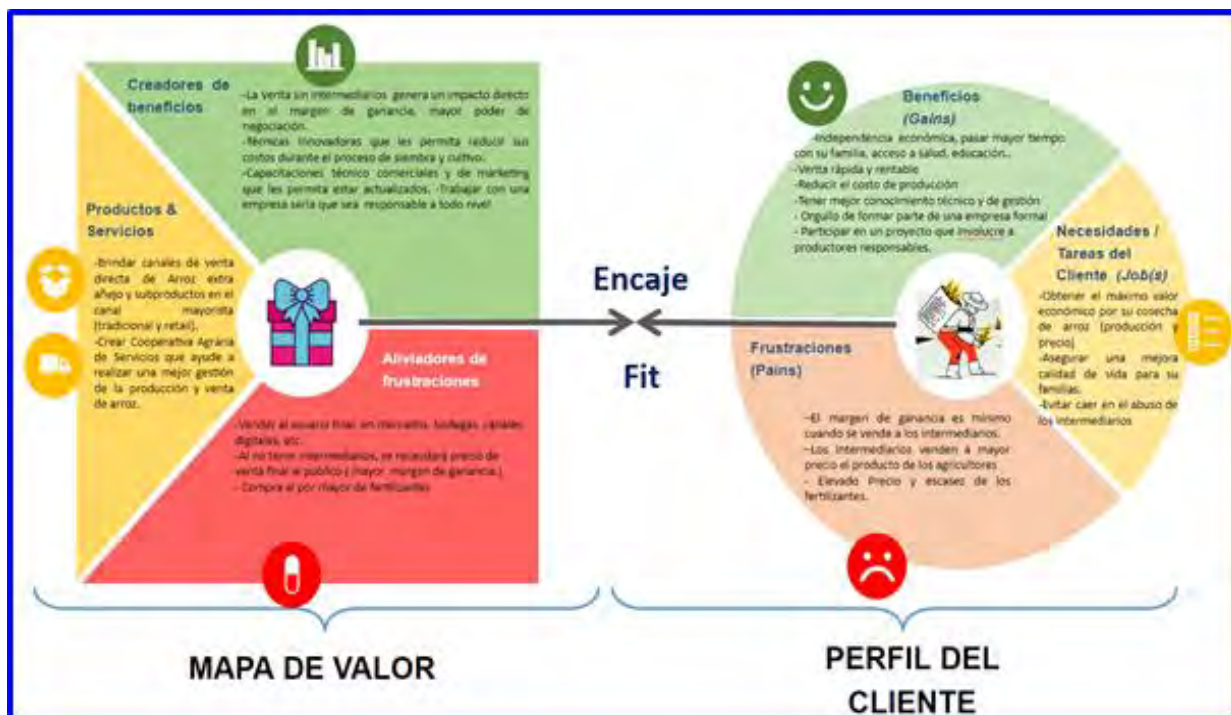 Creadores de
beneficios
-La venta sin intermediarios genera un impacto directo
en el margen de ganancia, mayor poder de
negociación.
-Técnicas Innovadoras que les permita reducir sus
costos durante el proceso de siembra y cultivo.
-Capacitaciones técnico comerciales y de marketing
que les permita estar actualizados. -Trabajar con una
empresa seria que sea responsable a todo nivel
Productos &
Servicios
-Brindar canales de venta
directa de Arroz extra
añejo y subproductos en el
canal mayorista
(tradicional y retail).
-Crear Cooperativa Agraria
de Servicios que ayude a
realizar una mejor gestión
de la producción y venta
de arroz.
Aliviadores de
frustraciones
-Vender al usuario final en mercados, bodegas, canales
digitales, etc.
-Al no tener intermediarios, se recaudará precio de
venta final al público ( mayor margen de ganancia.)
- Compra al por mayor de fertilizantes
Encaje
Fit
Beneficios
(Gains)
-Independencia económica, pasar mayor tiempo
con su familia, acceso a salud, educación..
-Venta rápida y rentable
-Reducir el costo de producción
-Tener mejor conocimiento técnico y de gestión
- Orgullo de formar parte de una empresa formal
- Participar en un proyecto que involucre a
productores responsables.
Necesidades /
Tareas del
Cliente (Job(s)
-Obtener el máximo valor
económico por su cosecha
de arroz (producción y
precio)
-Asegurar una mejora
calidad de vida para su
familias.
-Evitar caer en el abuso de
los intermediarios
Frustraciones
(Pains)
-El margen de ganancia es mínimo
cuando se vende a los intermediarios.
-Los intermediarios venden a mayor
precio el producto de los agricultores
- Elevado Precio y escases de los
fertilizantes.
MAPA DE VALOR
PERFIL DEL
CLIENTE